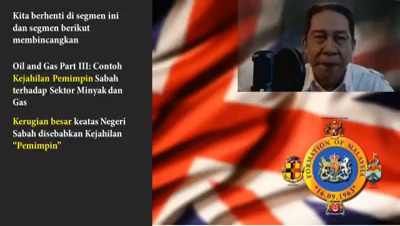 Kita berhenti di segmen ini
dan segmen berikut
membincangkan
Oil and Gas Part III: Contoh
Kejahilan Pemimpin Sabah
terhadap Sektor Minyak dan
Gas
Kerugian besar keatas Negeri
Sabah disebabkan Kejahilan
“Pemimpin”
FORMATION OF MALAYSIA
16.09.1963